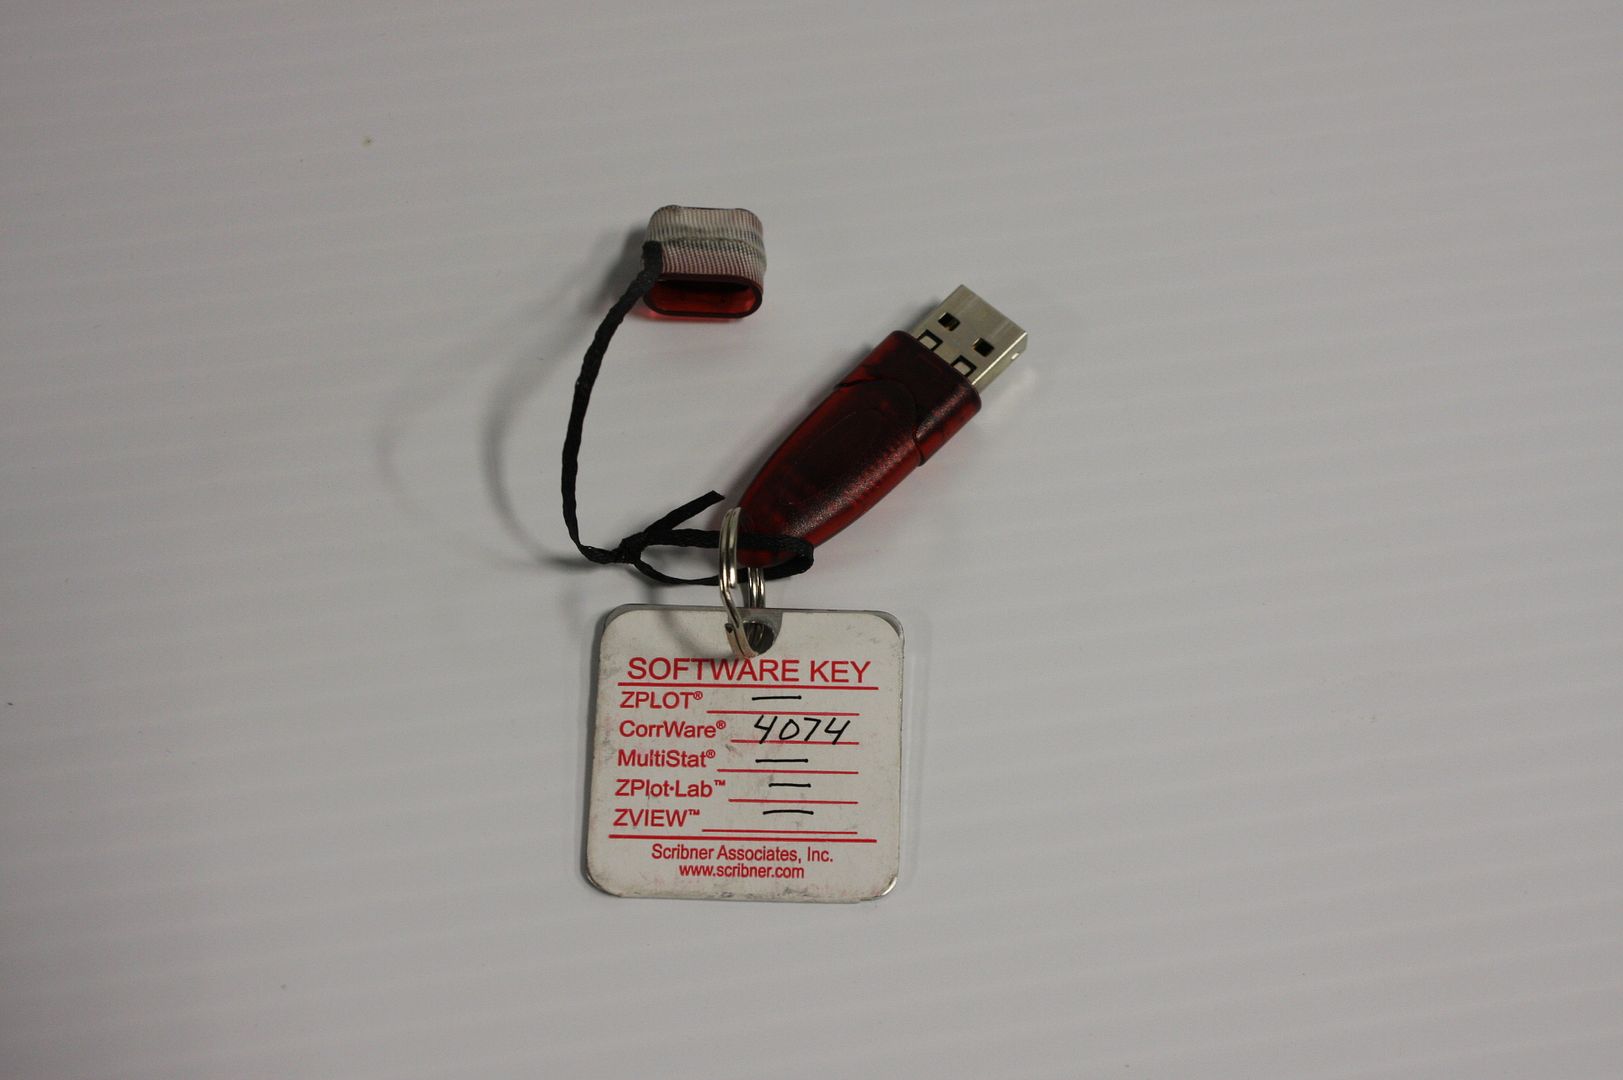 SOFTWARE KEY
ZPLOT® —
CorrWare® 4074
MultiStat® —
ZPlot·Lab™ —
ZVIEW™ —
Scribner Associates, Inc.
www.scribner.com